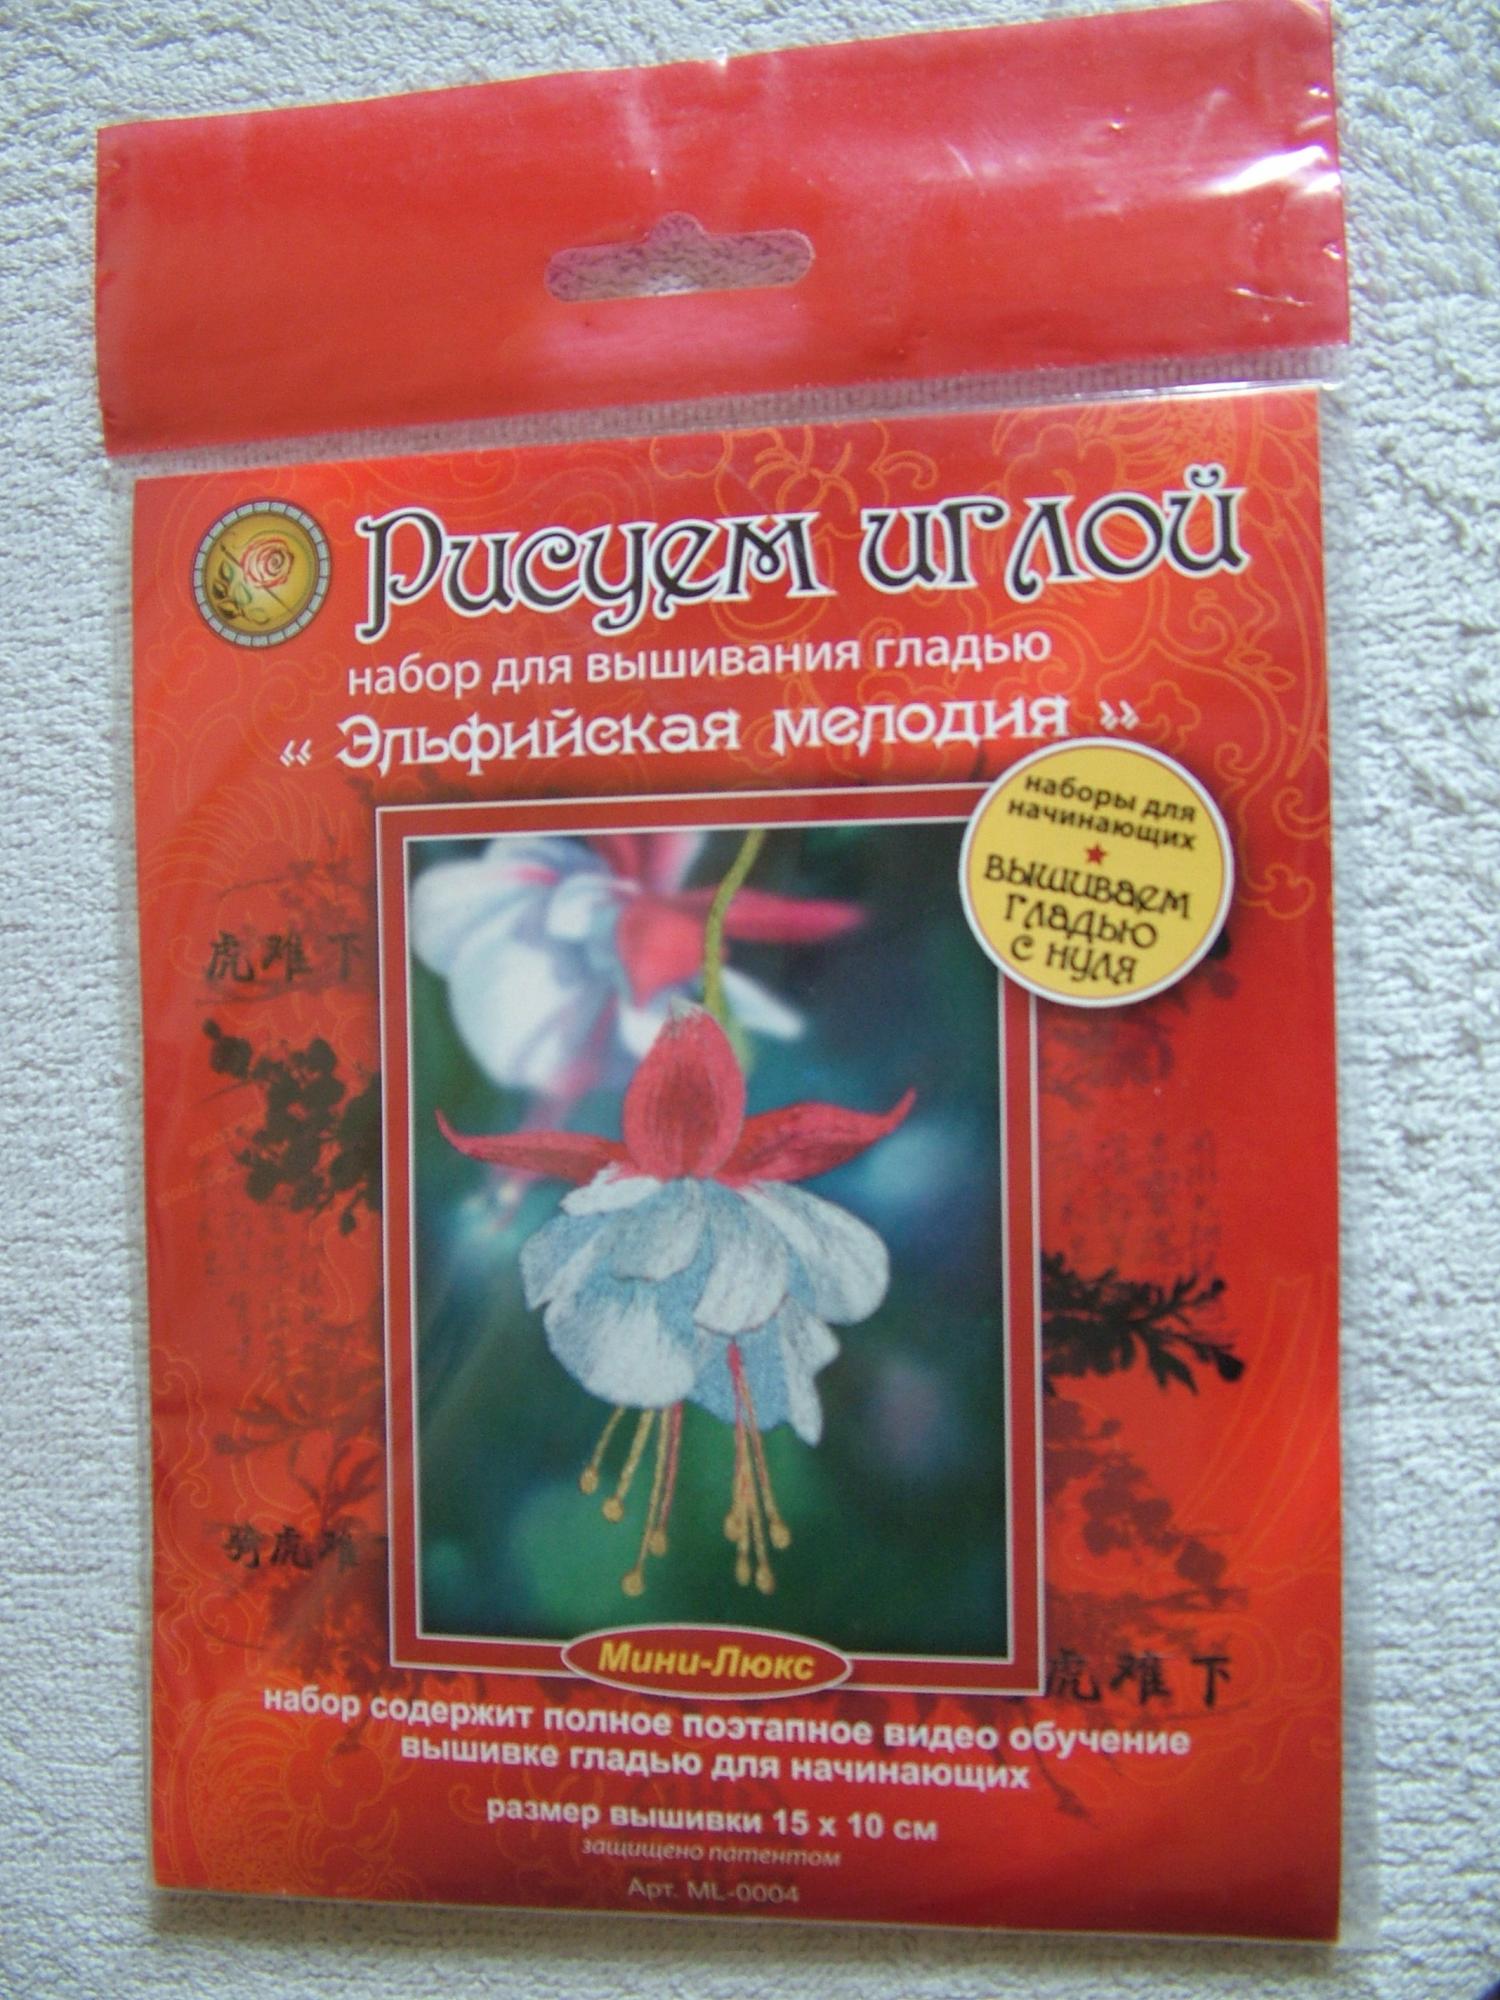 Рисуем иглой
набор для вышивания гладью
« Эльфийская мелодия »
наборы для
начинающих
вышиваем
гладью
с нуля
虎难下
骑虎难
虎难下
Мини-Люкс
набор содержит полное поэтапное видео обучение
вышивке гладью для начинающих
размер вышивки 15 х 10 см
защищено патентом
Арт. ML-0004